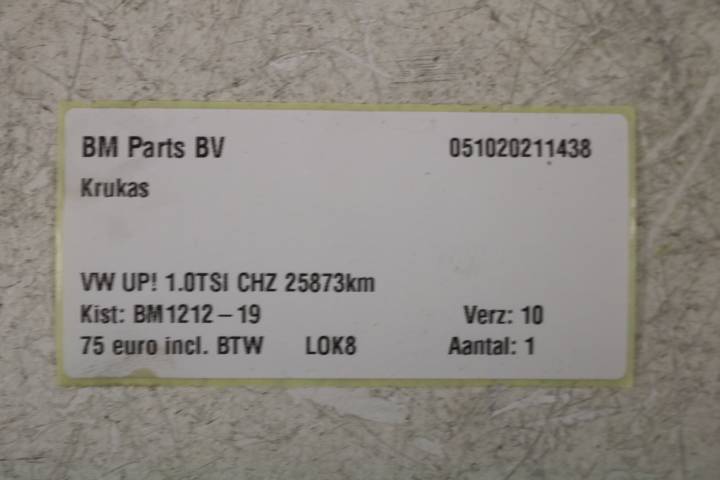 BM Parts BV 051020211438
Krukas
VW UP! 1.0TSI CHZ 25873km
Kist: BM1212-19 Verz: 10
75 euro incl. BTW LOK8 Aantal: 1